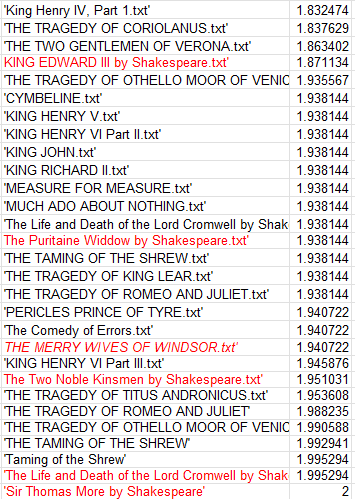 'King Henry IV, Part 1.txt' 1.832474
'THE TRAGEDY OF CORIOLANUS.txt' 1.837629
'THE TWO GENTLEMEN OF VERONA.txt' 1.863402
KING EDWARD III by Shakespeare.txt' 1.871134
'THE TRAGEDY OF OTHELLO MOOR OF VENIC 1.935567
'CYMBELINE.txt' 1.938144
'KING HENRY V.txt' 1.938144
'KING HENRY VI Part II.txt' 1.938144
'KING JOHN.txt' 1.938144
'KING RICHARD II.txt' 1.938144
'MEASURE FOR MEASURE.txt' 1.938144
'MUCH ADO ABOUT NOTHING.txt' 1.938144
'The Life and Death of the Lord Cromwell by Shak 1.938144
The Puritaine Widdow by Shakespeare.txt' 1.938144
'THE TAMING OF THE SHREW.txt' 1.938144
'THE TRAGEDY OF KING LEAR.txt' 1.938144
'THE TRAGEDY OF ROMEO AND JULIET.txt' 1.938144
'PERICLES PRINCE OF TYRE.txt' 1.940722
'The Comedy of Errors.txt' 1.940722
THE MERRY WIVES OF WINDSOR.txt' 1.940722
'KING HENRY VI Part III.txt' 1.945876
The Two Noble Kinsmen by Shakespeare.txt' 1.951031
'THE TRAGEDY OF TITUS ANDRONICUS.txt' 1.953608
'THE TRAGEDY OF ROMEO AND JULIET' 1.988235
'THE TRAGEDY OF OTHELLO MOOR OF VENIC 1.990588
'THE TAMING OF THE SHREW' 1.992941
'Taming of the Shrew' 1.995294
'The Life and Death of the Lord Cromwell by Shak 1.995294
'Sir Thomas More by Shakespeare' 2